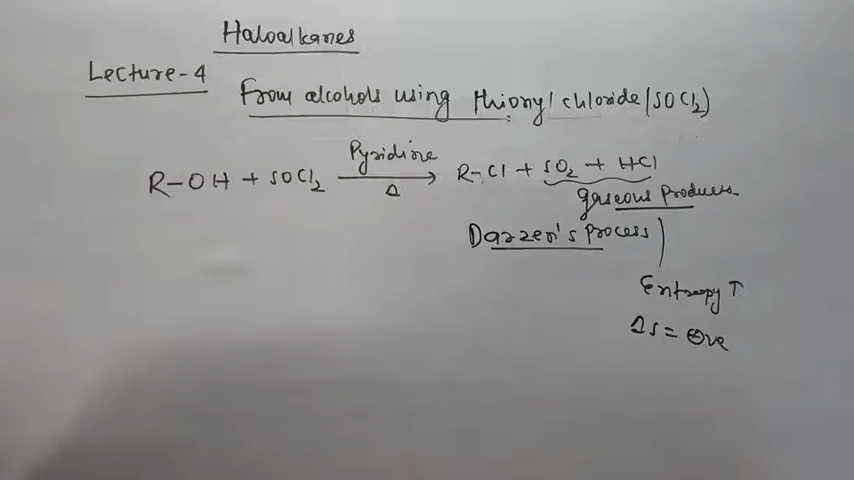 Haloalkanes
Lecture-4
From alcohols using thionyl chloride (SOCl₂)
R-OH + SOCl₂ Pyridine Δ → R-Cl + SO₂ + HCl
gaseous products
Darzen's process
Entropy ↑
ΔS = ⊕ve